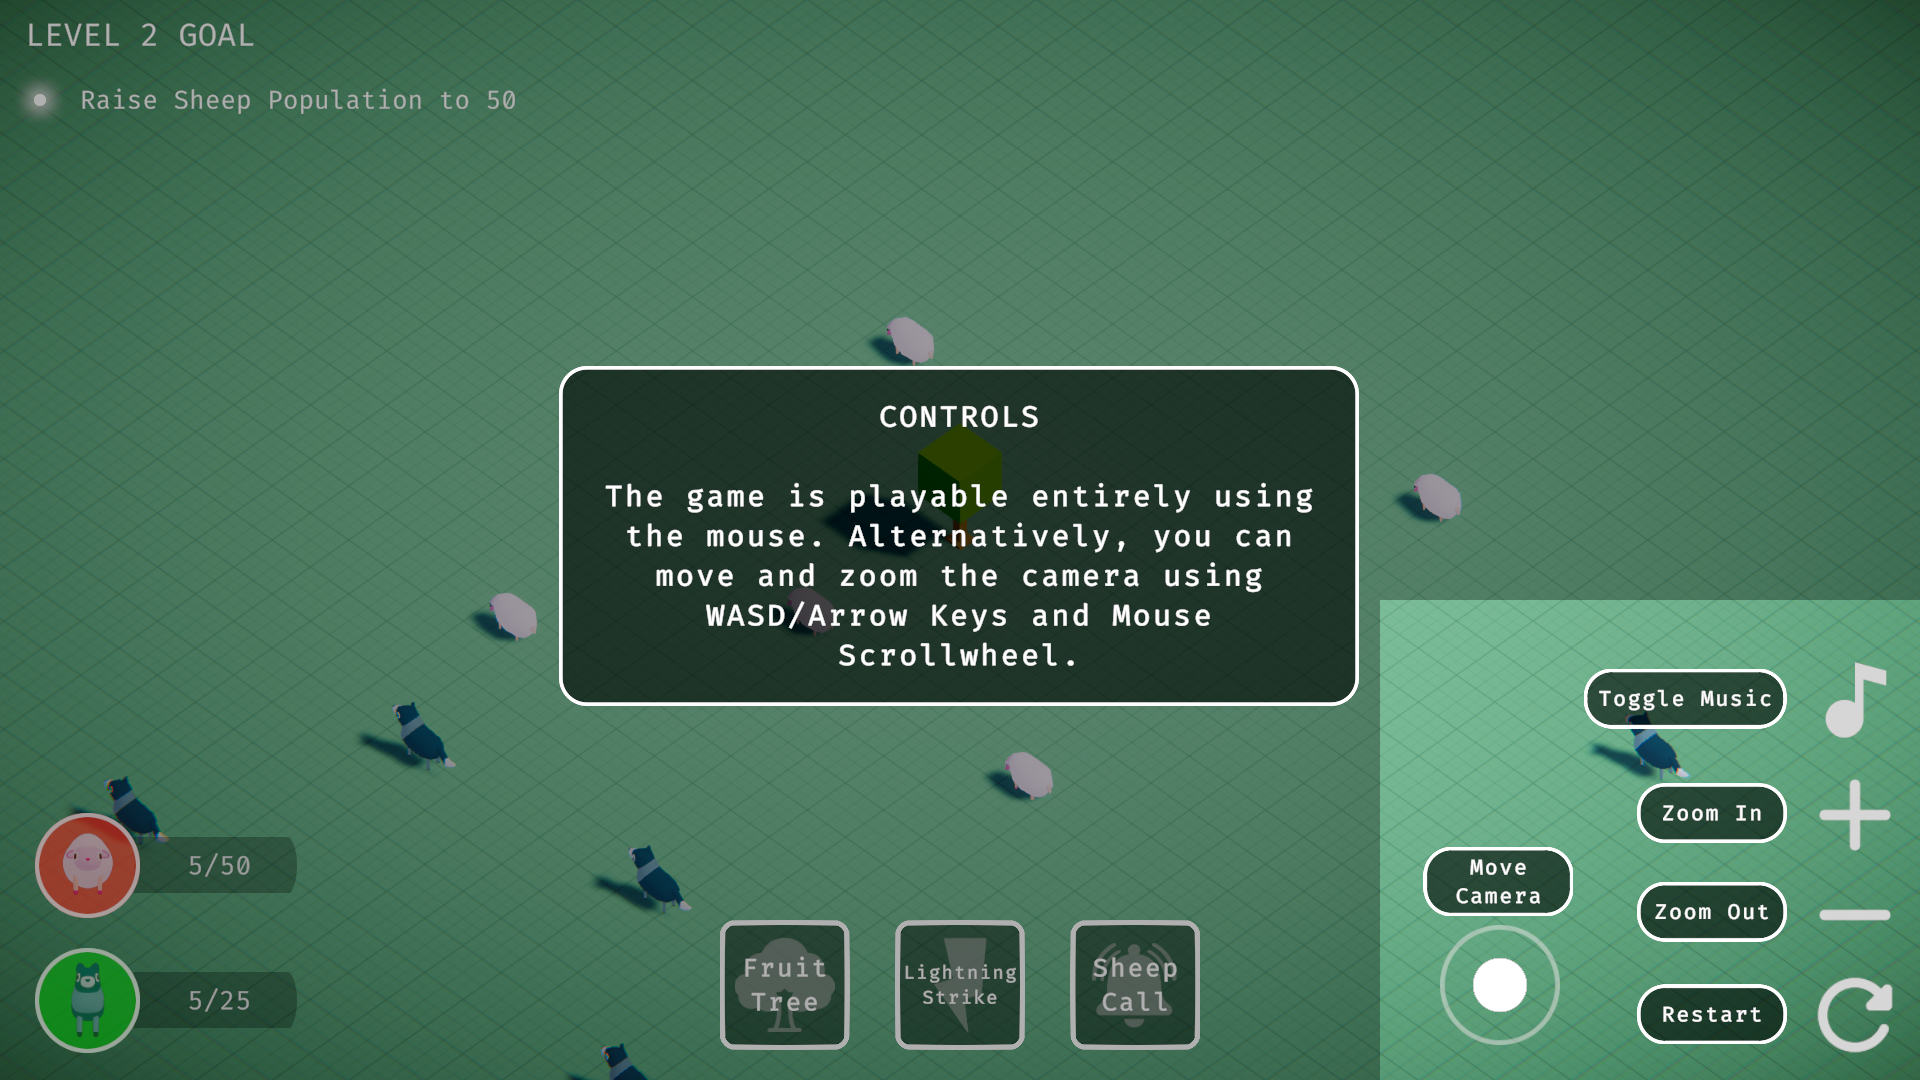 LEVEL 2 GOAL
Raise Sheep Population to 50
CONTROLS
The game is playable entirely using
the mouse. Alternatively, you can
move and zoom the camera using
WASD/Arrow Keys and Mouse
Scrollwheel.
Toggle Music
Zoom In
Move
Camera
Zoom Out
Restart
5/50
5/25
Fruit
Tree
Lightning
Strike
Sheep
Call